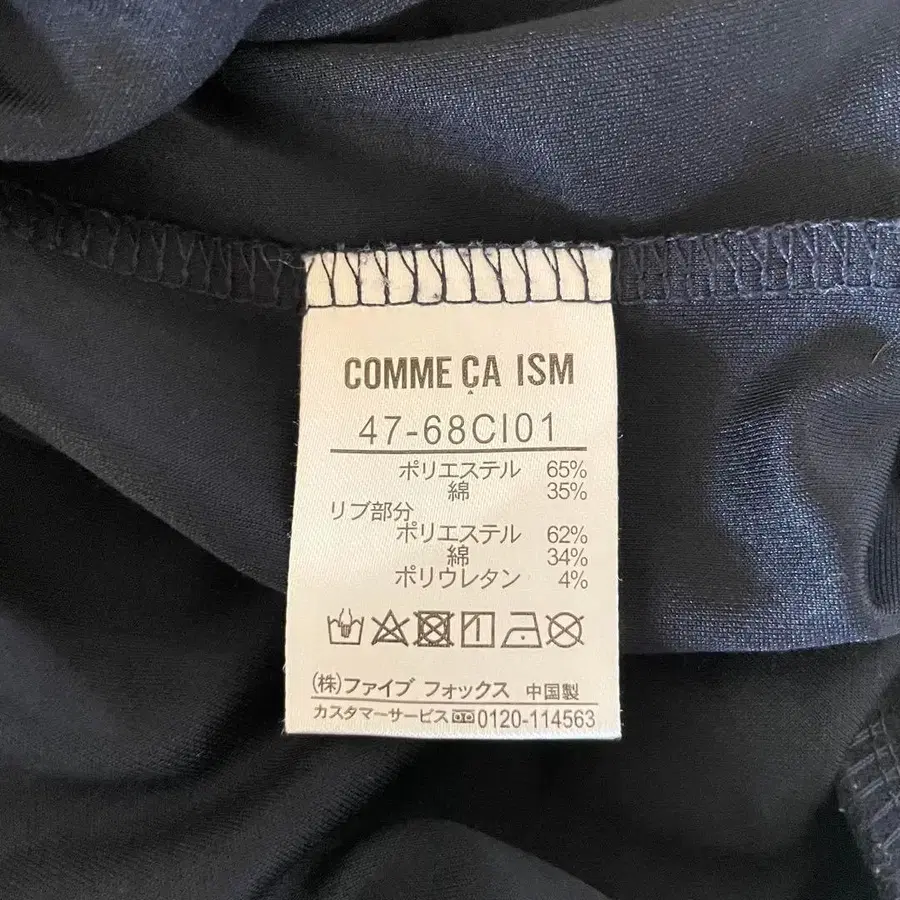 COMME ÇA ISM
47-68CI01
ポリエステル 65%
綿 35%
リブ部分
ポリエステル 62%
綿 34%
ポリウレタン 4%
(株)ファイブ フォックス 中国製
カスタマーサービス 0120-114563